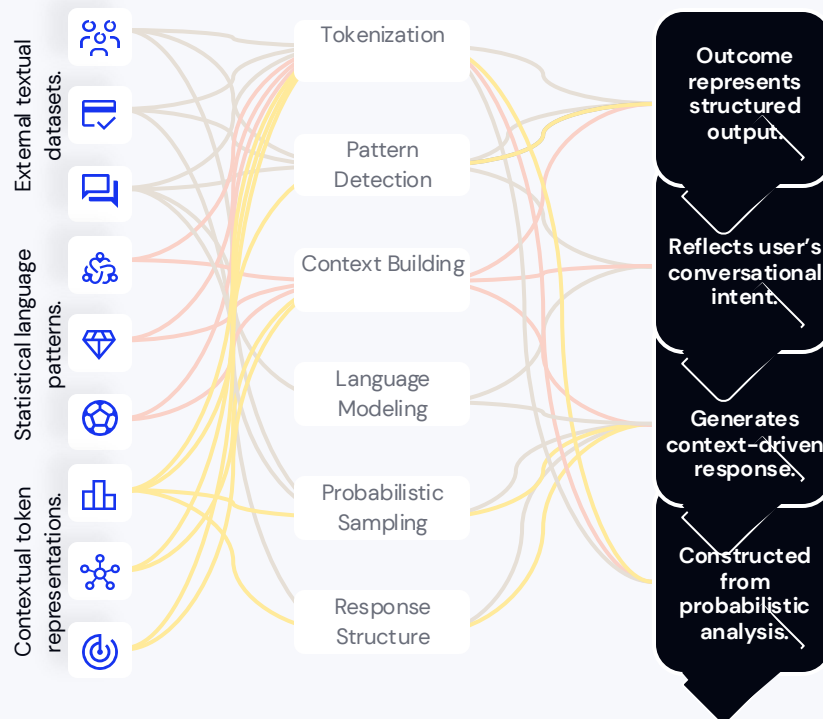 External textual
datasets.
Statistical language
patterns.
Contextual token
representations.
Tokenization
Pattern
Detection
Context Building
Language
Modeling
Probabilistic
Sampling
Response
Structure
Outcome
represents
structured
output.
Reflects user’s
conversational
intent.
Generates
context-driven
response.
Constructed
from
probabilistic
analysis.